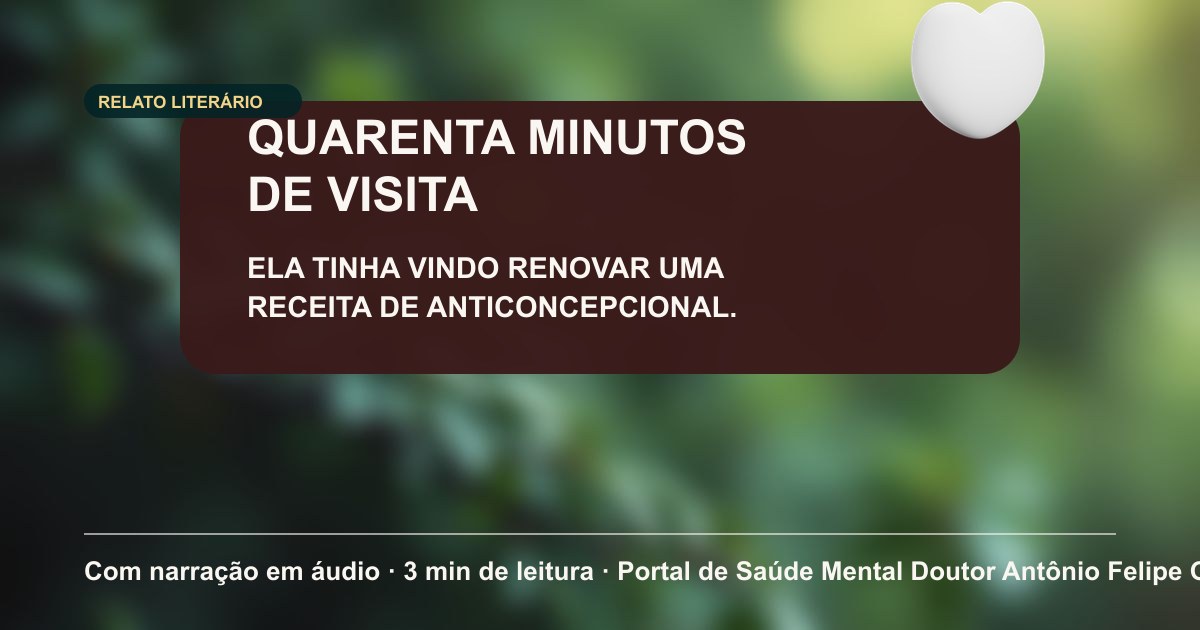 RELATO LITERÁRIO
QUARENTA MINUTOS
DE VISITA
ELA TINHA VINDO RENOVAR UMA
RECEITA DE ANTICONCEPCIONAL.
Com narração em áudio · 3 min de leitura · Portal de Saúde Mental Doutor Antônio Felipe